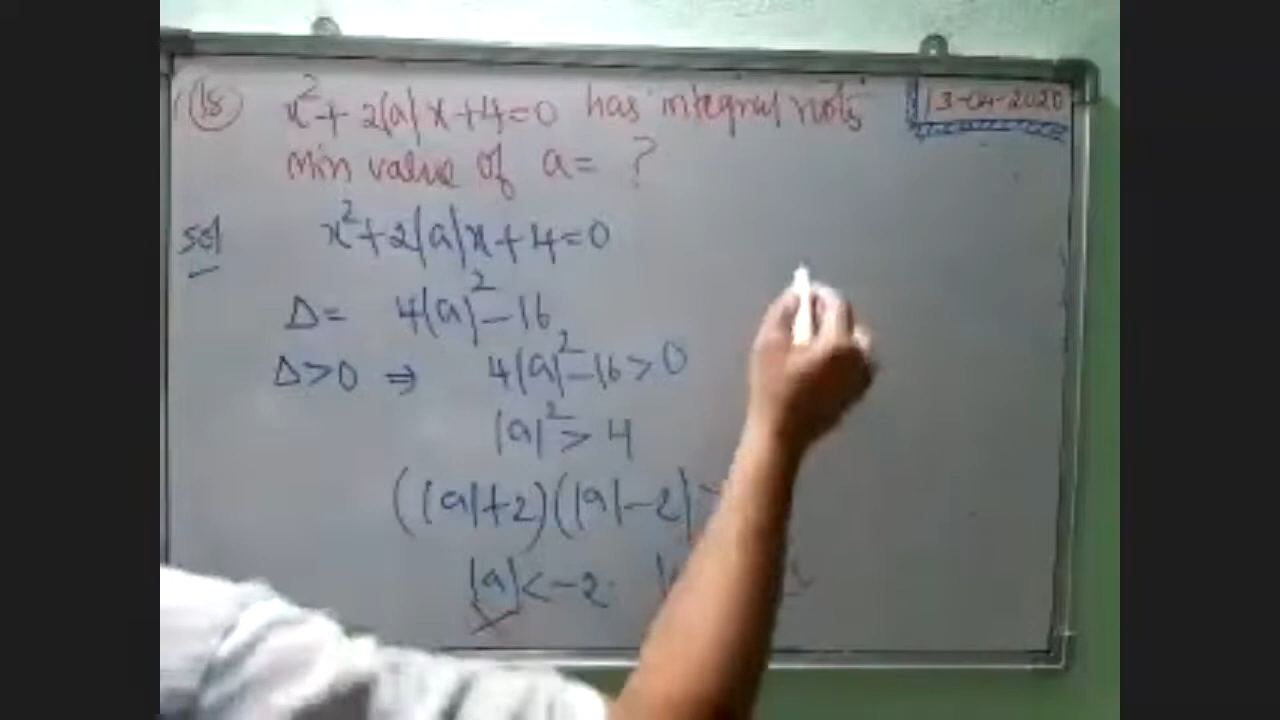 (18) x² + 2|a|x+4=0 has integral roots
13-04-2020
min value of a= ?
Sol x²+2|a|x+4=0
Δ= 4|a|²-16
Δ>0 ⇒ 4|a|²-16>0
|a|² > 4
(|a|+2)(|a|-2)>
|a|<-2